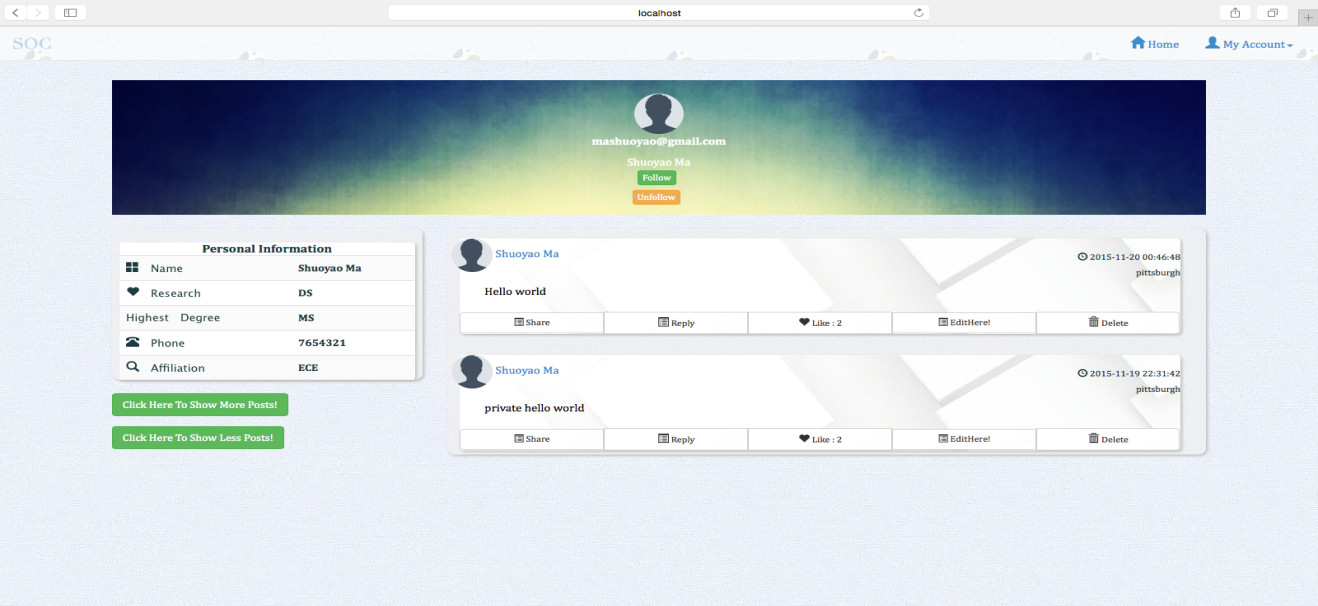 localhost
SOC
Home My Account
mashuoyao@gmail.com
Shuoyao Ma
Follow
Unfollow
Personal Information
Name Shuoyao Ma
Research DS
Highest Degree MS
Phone 7654321
Affiliation ECE
Click Here To Show More Posts!
Click Here To Show Less Posts!
Shuoyao Ma
2015-11-20 00:46:48
pittsburgh
Hello world
Share Reply Like : 2 EditHere! Delete
Shuoyao Ma
2015-11-19 22:31:42
pittsburgh
private hello world
Share Reply Like : 2 EditHere! Delete